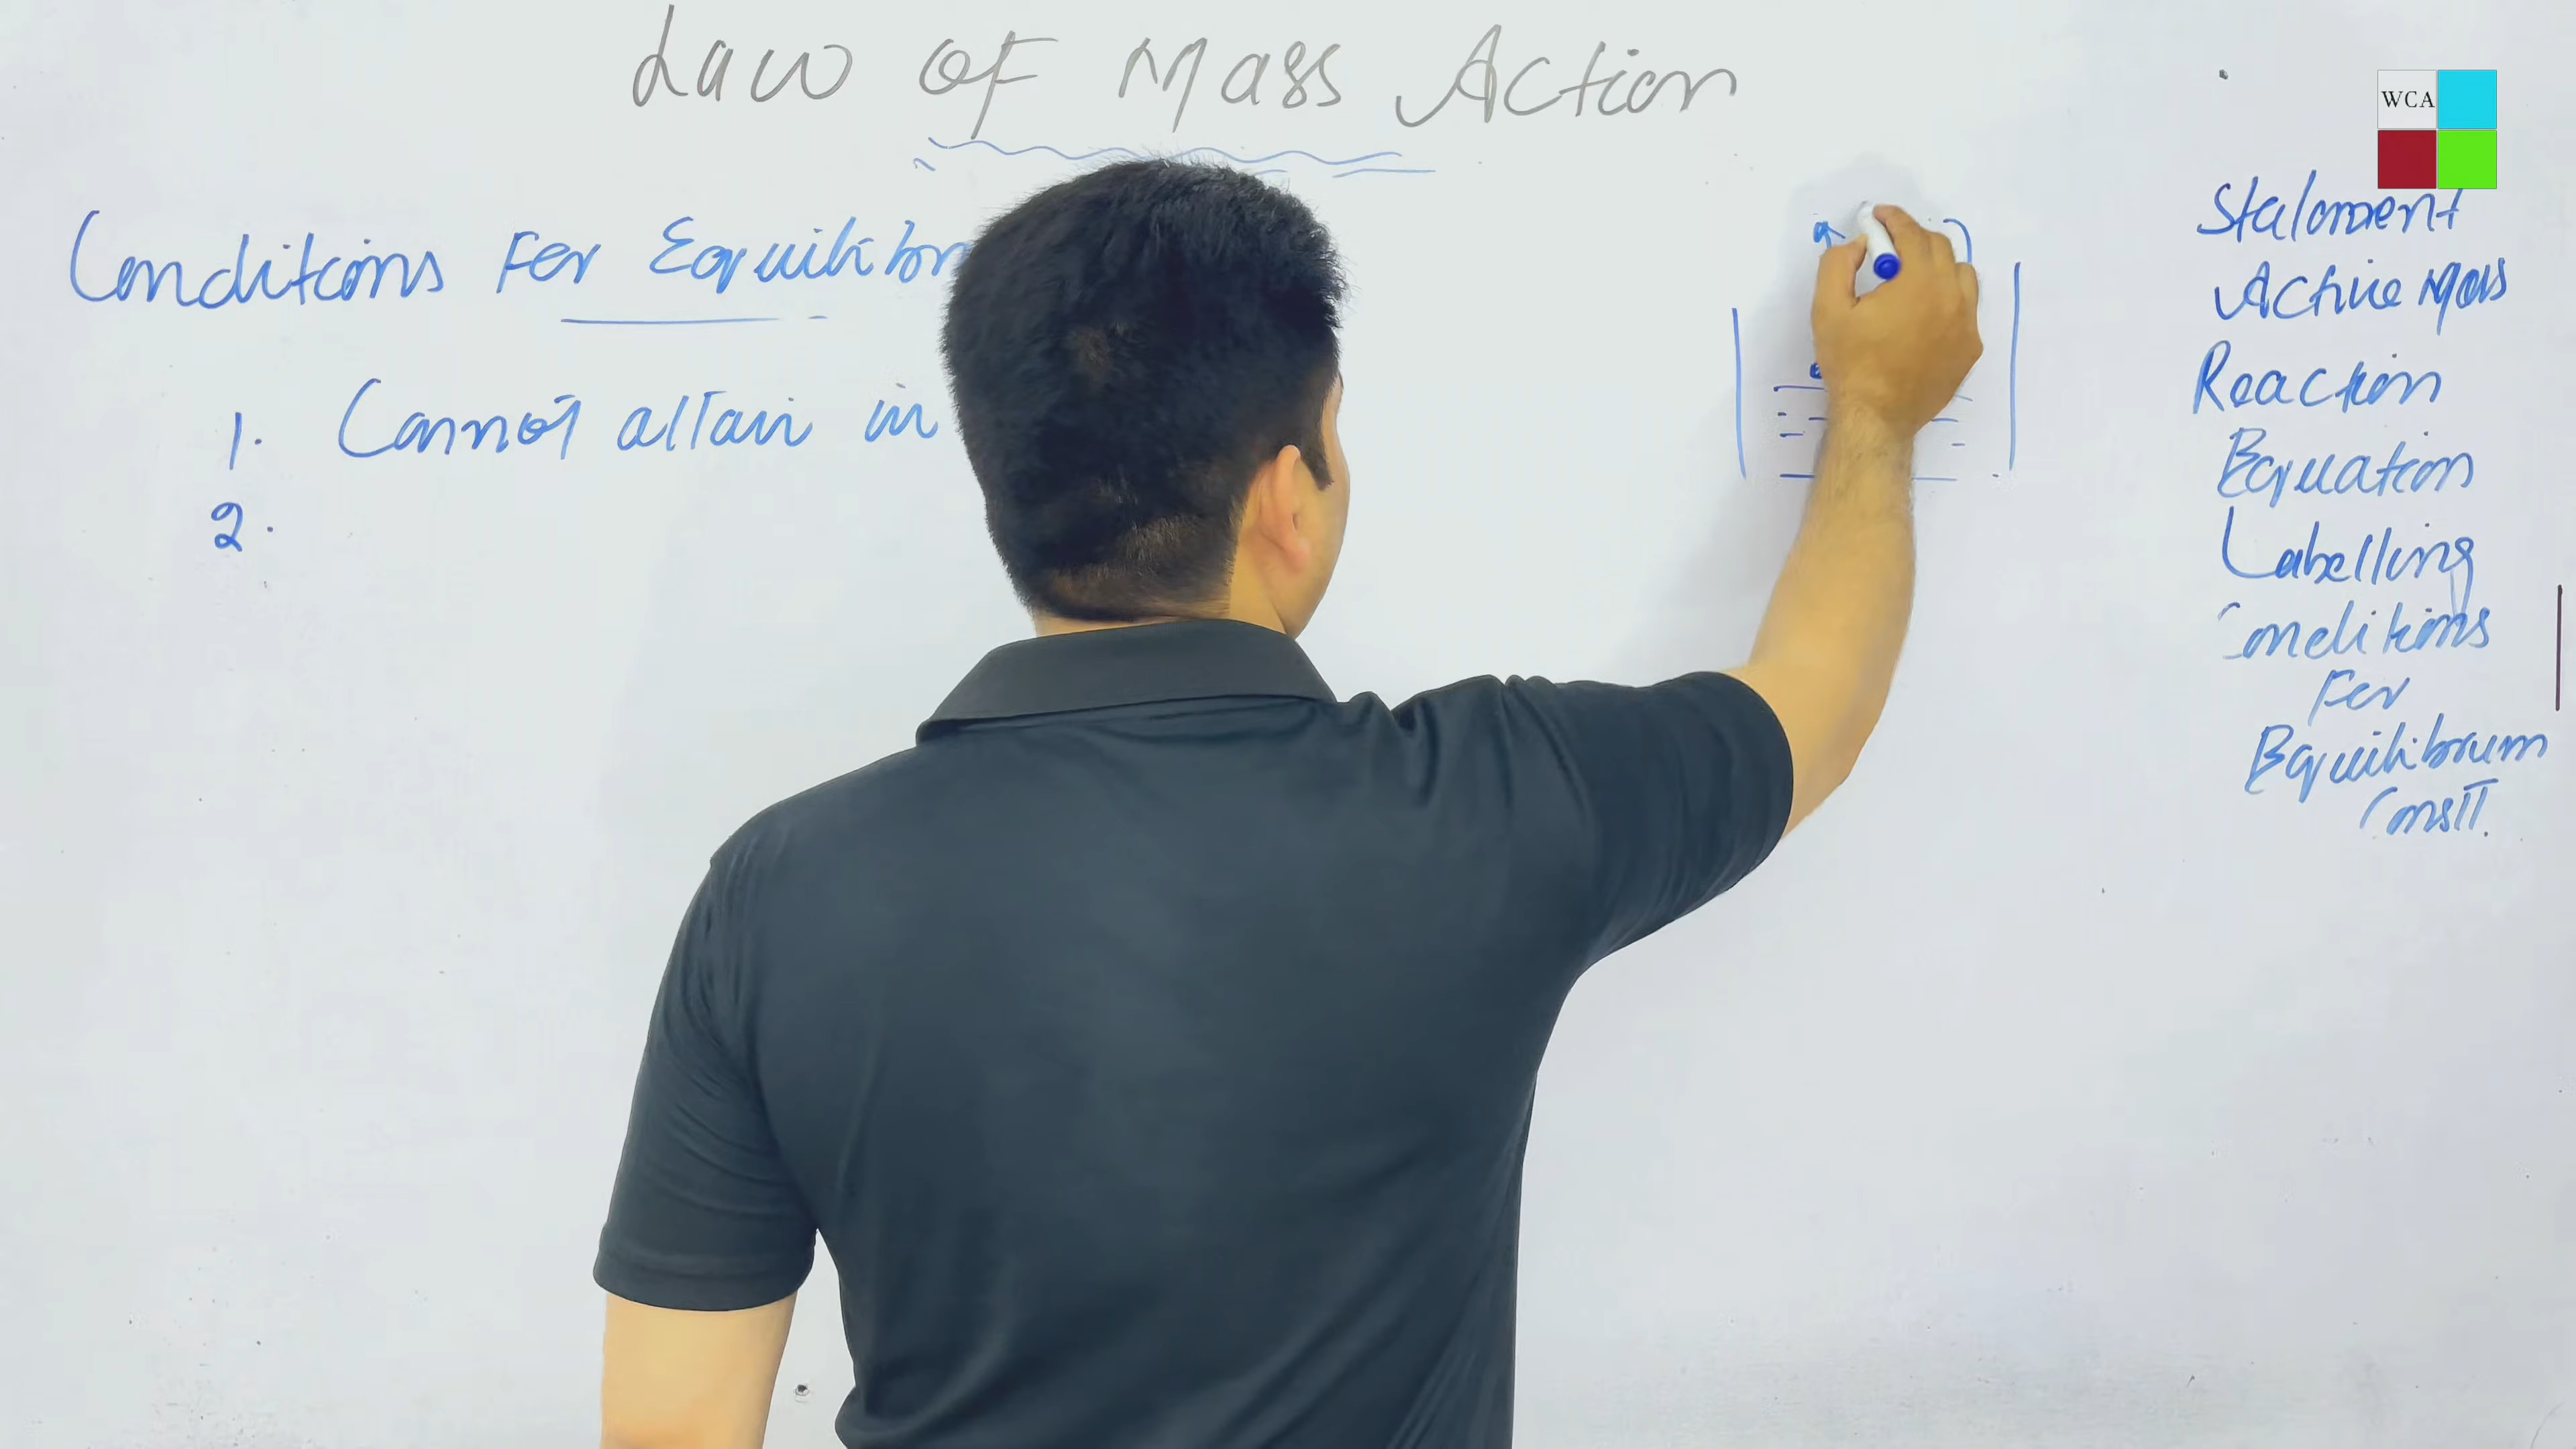 Law OF Mass Action
WCA
Conditions For Equilibr
1. Cannot attain in
2.
Statement
Active Mass
Reaction
Equation
Labelling
Conditions
For
Equilibrium
Constt.